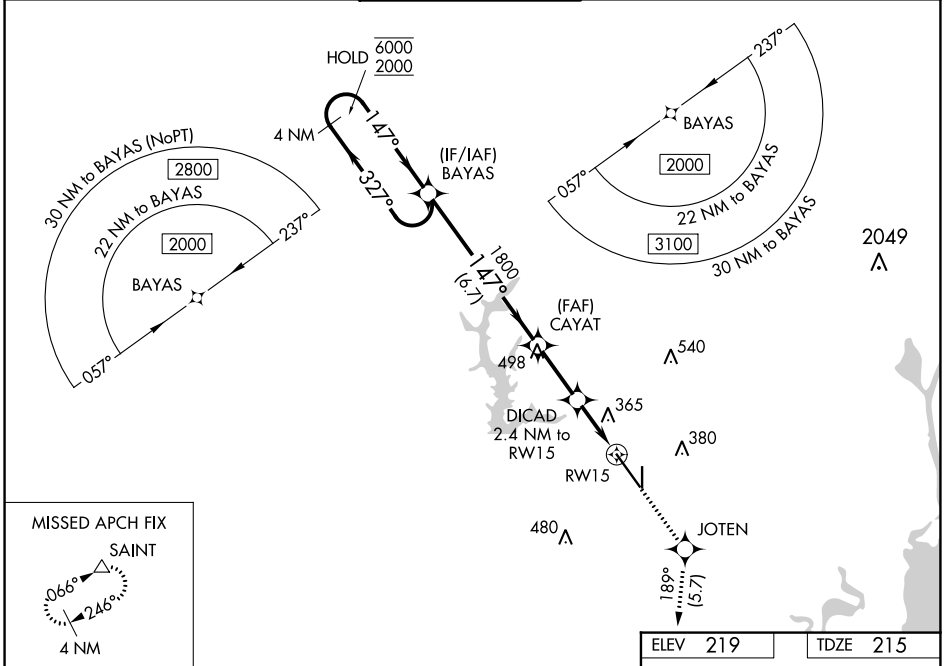 HOLD 6000
2000
4 NM
147°
327°
(IF/IAF)
BAYAS
30 NM to BAYAS (NoPT)
2800
22 NM to BAYAS
2000
237°
BAYAS
057°
237°
BAYAS
2000
057°
22 NM to BAYAS
3100
30 NM to BAYAS
2049
1800
147°
(6.7)
(FAF)
CAYAT
498
540
DICAD
2.4 NM to
RW15
365
380
RW15
480
JOTEN
189°
(5.7)
MISSED APCH FIX
SAINT
066°
246°
4 NM
ELEV 219
TDZE 215